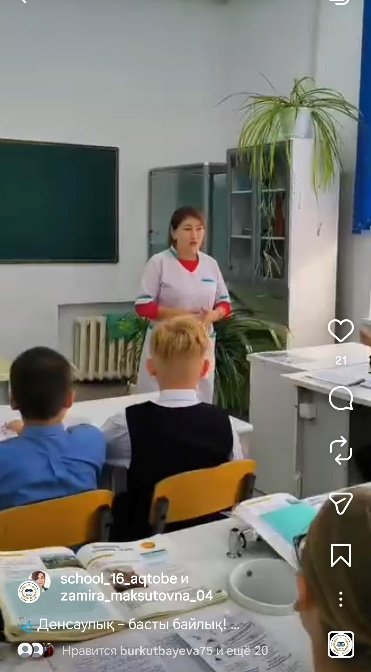 21
school_16_aqtobe и
zamira_maksutovna_04
Денсаулық – басты байлық! ...
Нравится burkutbayeva75 и ещё 20